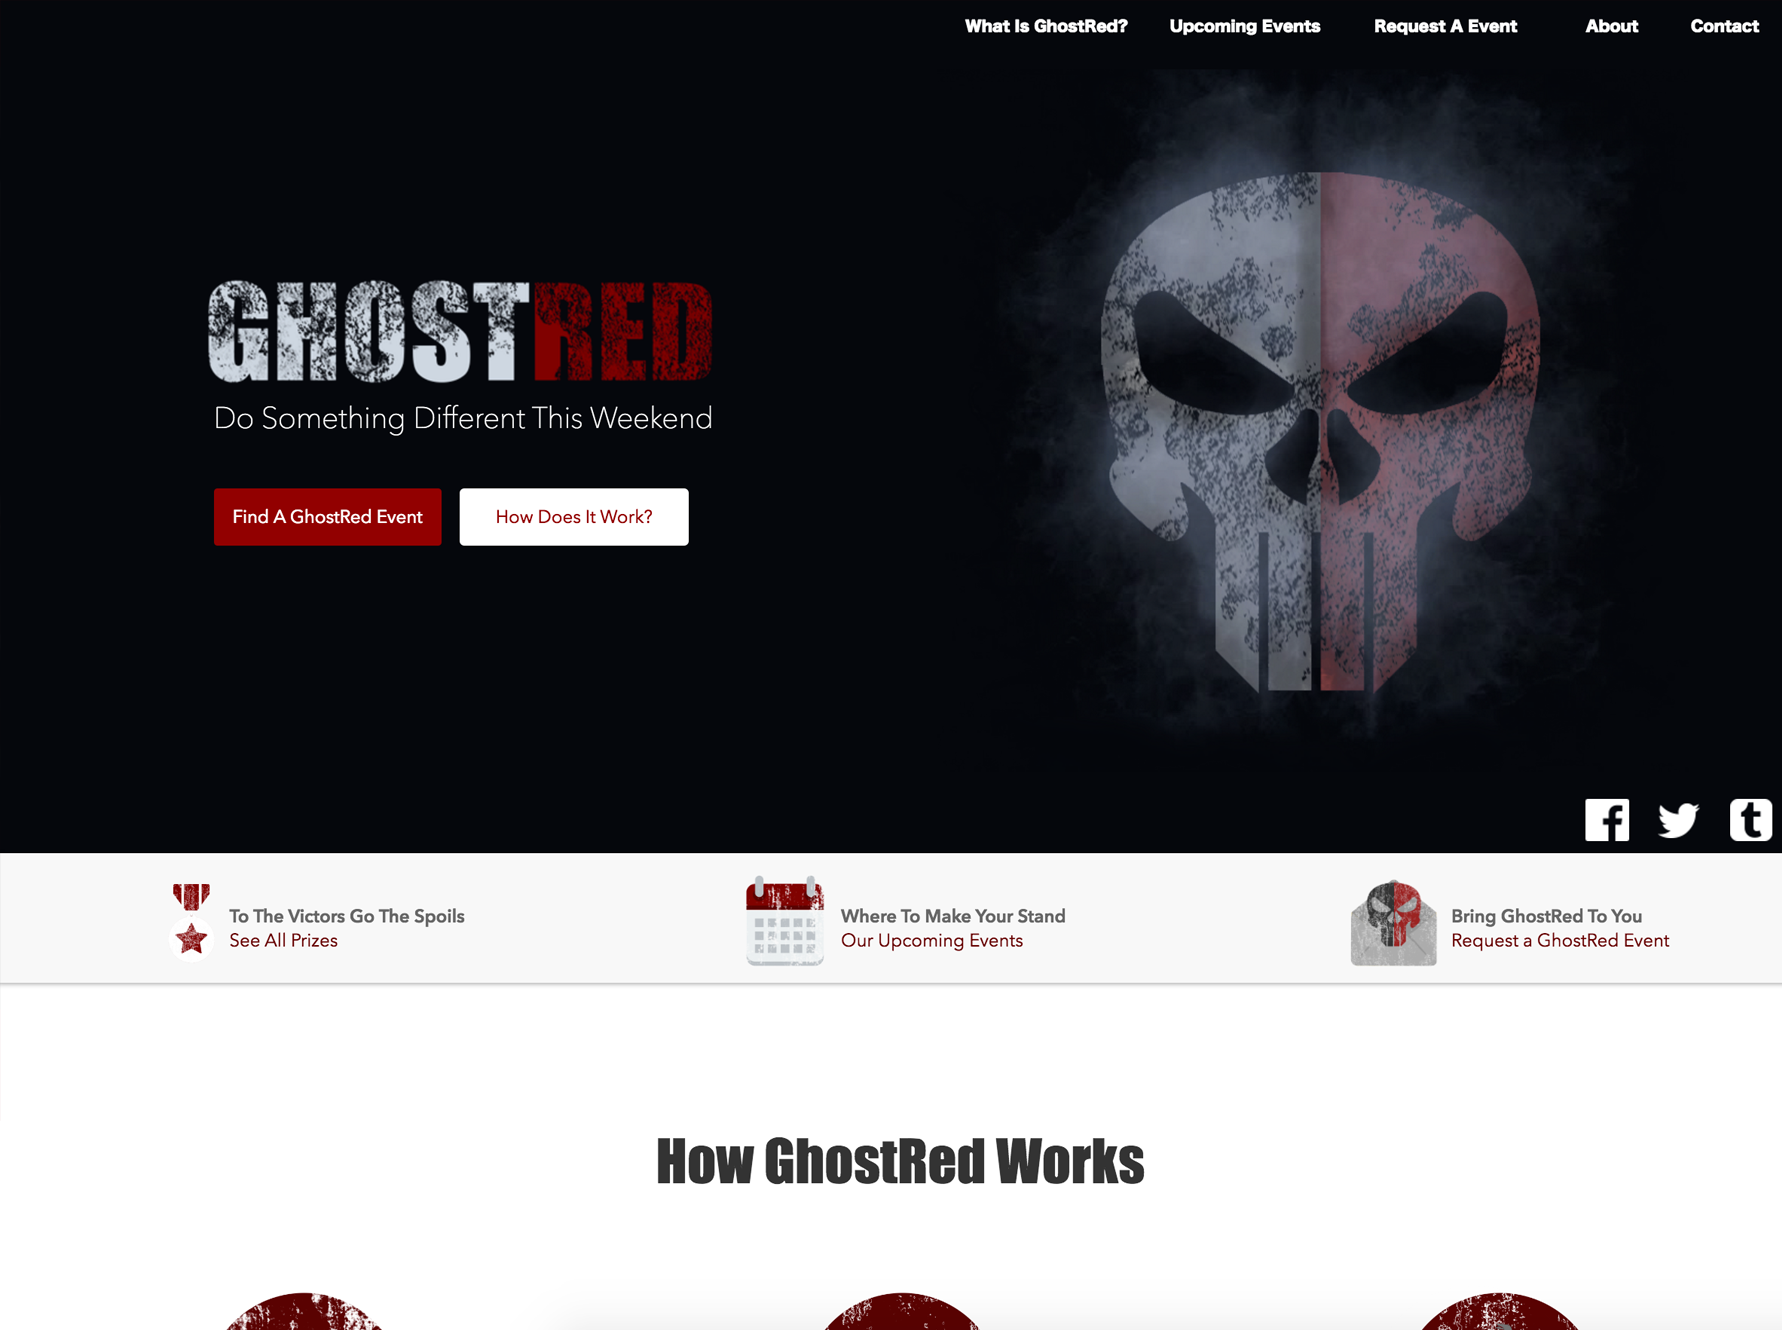 What Is GhostRed?
Upcoming Events
Request A Event
About
Contact
GHOSTRED
Do Something Different This Weekend
Find A GhostRed Event
How Does It Work?
To The Victors Go The Spoils
See All Prizes
Where To Make Your Stand
Our Upcoming Events
Bring GhostRed To You
Request a GhostRed Event
How GhostRed Works